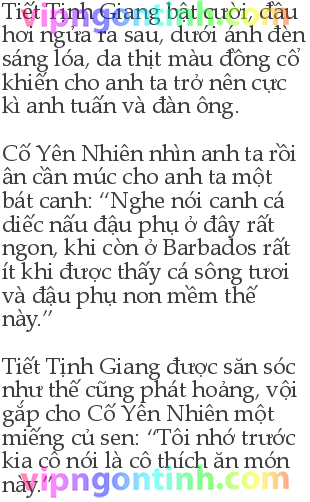 Tiết Tịnh Giang bật cười, đầu
hơi ngửa ra sau, dưới ánh đèn
sáng lóa, da thịt màu đồng cổ
khiến cho anh ta trở nên cực
kì anh tuấn và đàn ông.
Cố Yên Nhiên nhìn anh ta rồi
ân cần múc cho anh ta một
bát canh: “Nghe nói canh cá
diếc nấu đậu phụ ở đây rất
ngon, khi còn ở Barbados rất
ít khi được thấy cá sông tươi
và đậu phụ non mềm thế
này.”
Tiết Tịnh Giang được săn sóc
như thế cũng phát hoảng, vội
gắp cho Cố Yên Nhiên một
miếng củ sen: “Tôi nhớ trước
kia cô nói là cô thích ăn món
này.”
vipngontinh.com
vipngontinh.com